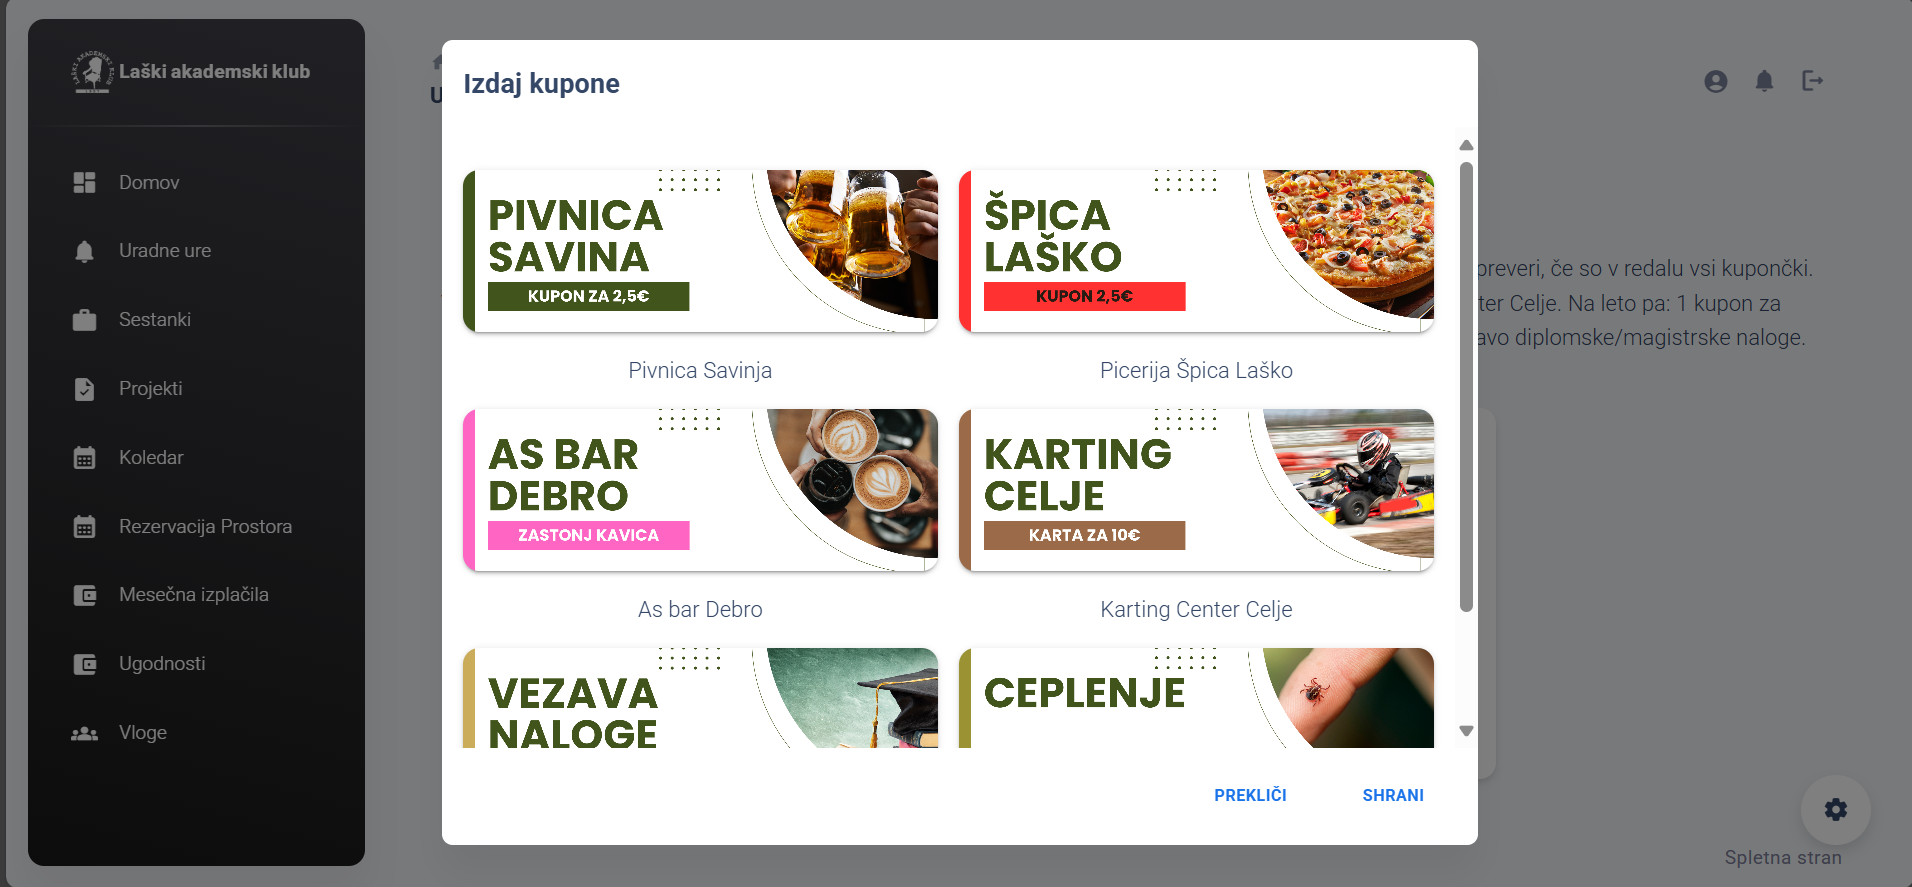 Laški akademski klub
Domov
Uradne ure
Sestanki
Projekti
Koledar
Rezervacija Prostora
Mesečna izplačila
Ugodnosti
Vloge
Izdaj kupone
PIVNICA
SAVINA
KUPON ZA 2,5€
Pivnica Savinja
ŠPICA
LAŠKO
KUPON 2,5€
Picerija Špica Laško
AS BAR
DEBRO
ZASTONJ KAVICA
As bar Debro
KARTING
CELJE
KARTA ZA 10€
Karting Center Celje
VEZAVA
NALOGE
CEPLENJE
PREKLIČI
SHRANI
preveri, če so v redalu vsi kupončki.
ter Celje. Na leto pa: 1 kupon za
avo diplomske/magistrske naloge.
Spletna stran